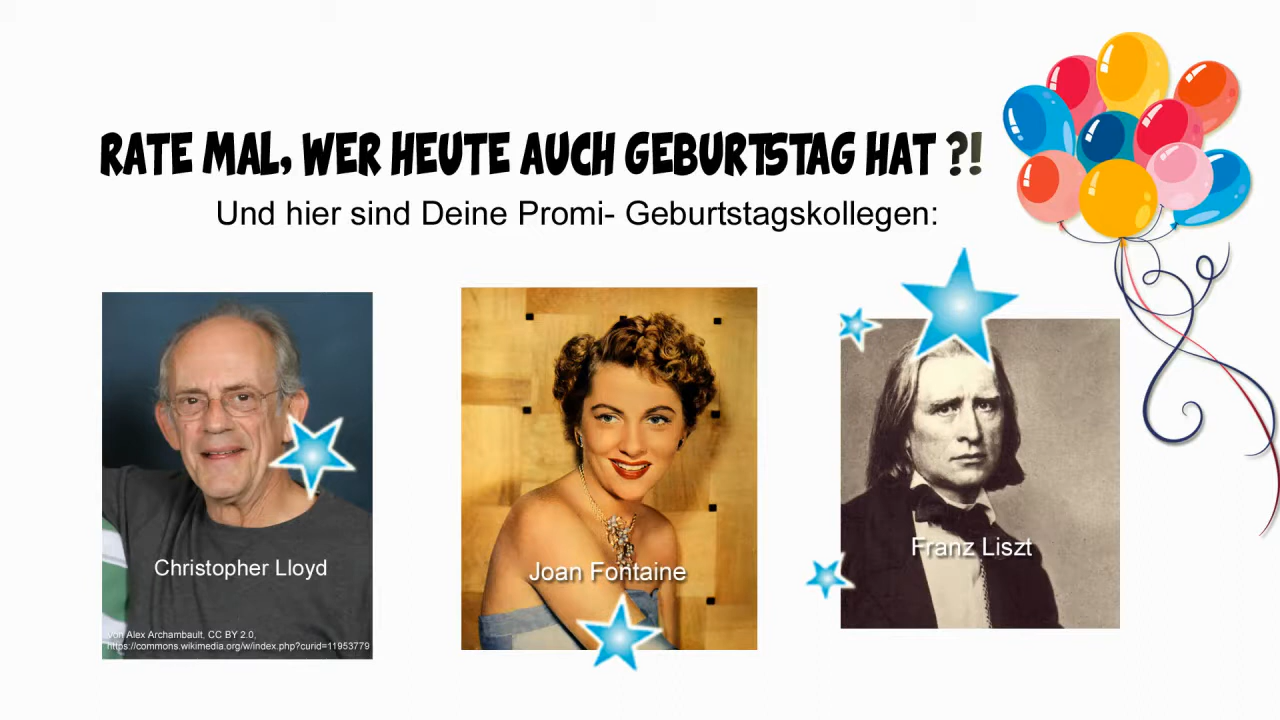 RATE MAL, WER HEUTE AUCH GEBURTSTAG HAT ?!
Und hier sind Deine Promi- Geburtstagskollegen:
Christopher Lloyd
Joan Fontaine
Franz Liszt
von Alex Archambault, CC BY 2.0,
https://commons.wikimedia.org/w/index.php?curid=11953779